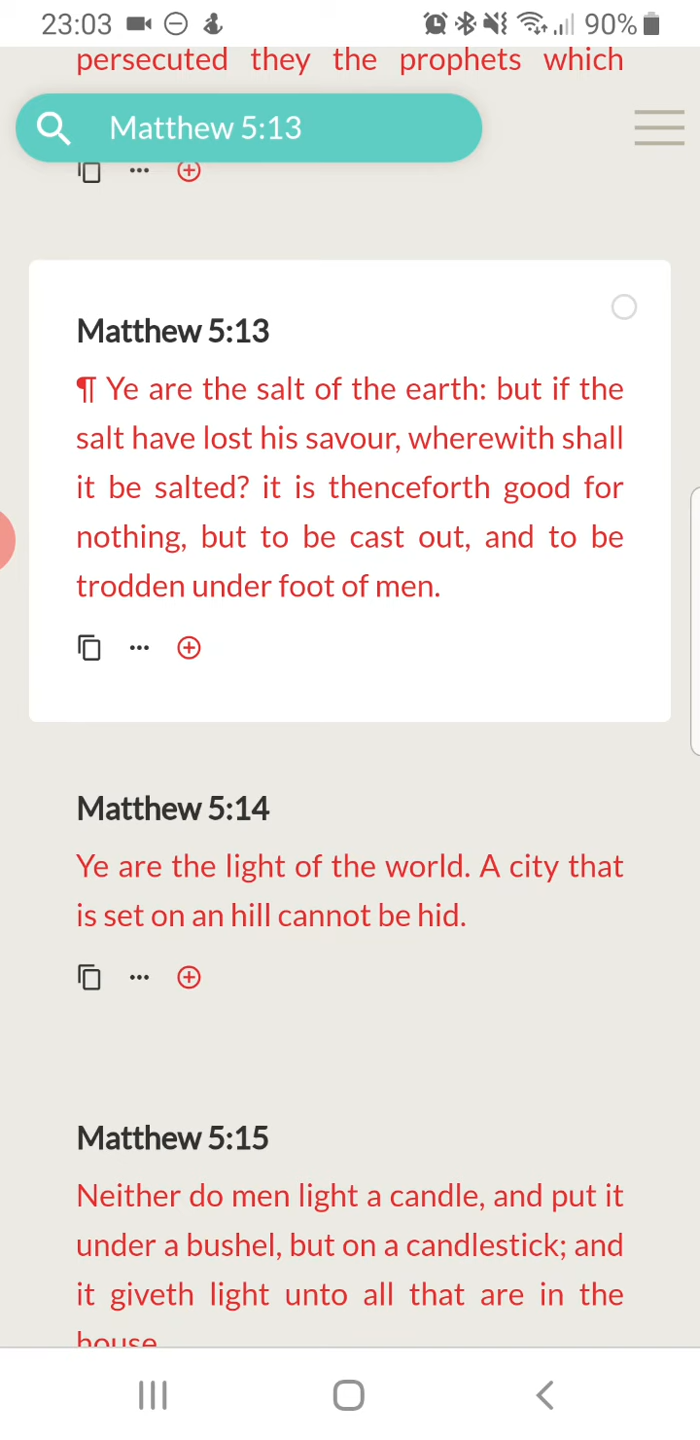 23:03 90%
persecuted they the prophets which
Matthew 5:13
Matthew 5:13
¶ Ye are the salt of the earth: but if the
salt have lost his savour, wherewith shall
it be salted? it is thenceforth good for
nothing, but to be cast out, and to be
trodden under foot of men.
Matthew 5:14
Ye are the light of the world. A city that
is set on an hill cannot be hid.
Matthew 5:15
Neither do men light a candle, and put it
under a bushel, but on a candlestick; and
it giveth light unto all that are in the
house